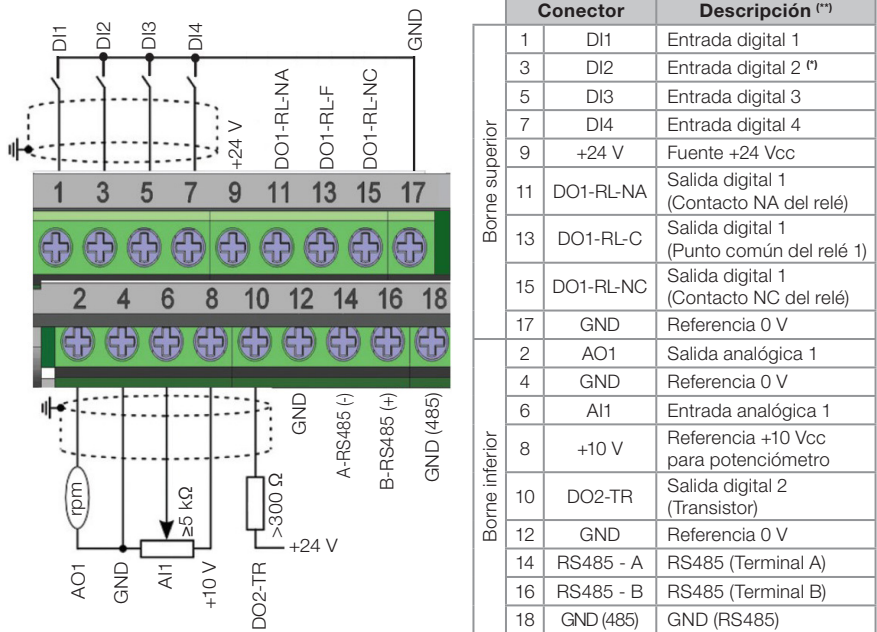 DI1
DI2
DI3
DI4
GND
+24 V
DO1-RL-NA
DO1-RL-F
DO1-RL-NC
1 3 5 7 9 11 13 15 17
2 4 6 8 10 12 14 16 18
GND
A-RS485 (-)
B-RS485 (+)
GND (485)
rpm
≥5 kΩ
>300 Ω
+24 V
AO1
GND
AI1
+10 V
DO2-TR
Conector Descripción (**)
Borne superior
1 DI1 Entrada digital 1
3 DI2 Entrada digital 2 (*)
5 DI3 Entrada digital 3
7 DI4 Entrada digital 4
9 +24 V Fuente +24 Vcc
11 DO1-RL-NA Salida digital 1
(Contacto NA del relé)
13 DO1-RL-C Salida digital 1
(Punto común del relé 1)
15 DO1-RL-NC Salida digital 1
(Contacto NC del relé)
17 GND Referencia 0 V
Borne inferior
2 AO1 Salida analógica 1
4 GND Referencia 0 V
6 AI1 Entrada analógica 1
8 +10 V Referencia +10 Vcc
para potenciómetro
10 DO2-TR Salida digital 2
(Transistor)
12 GND Referencia 0 V
14 RS485 - A RS485 (Terminal A)
16 RS485 - B RS485 (Terminal B)
18 GND (485) GND (RS485)